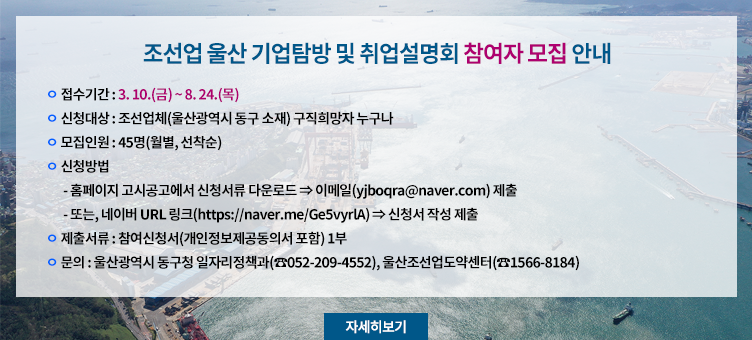 조선업 울산 기업탐방 및 취업설명회 참여자 모집 안내
접수기간 : 3. 10.(금) ~ 8. 24.(목)
신청대상 : 조선업체(울산광역시 동구 소재) 구직희망자 누구나
모집인원 : 45명(월별, 선착순)
신청방법
- 홈페이지 고시공고에서 신청서류 다운로드 ⇒ 이메일(yjboqra@naver.com) 제출
- 또는, 네이버 URL 링크(https://naver.me/Ge5vyrlA) ⇒ 신청서 작성 제출
제출서류 : 참여신청서(개인정보제공동의서 포함) 1부
문의 : 울산광역시 동구청 일자리정책과(☎052-209-4552), 울산조선업도약센터(☎1566-8184)
자세히보기